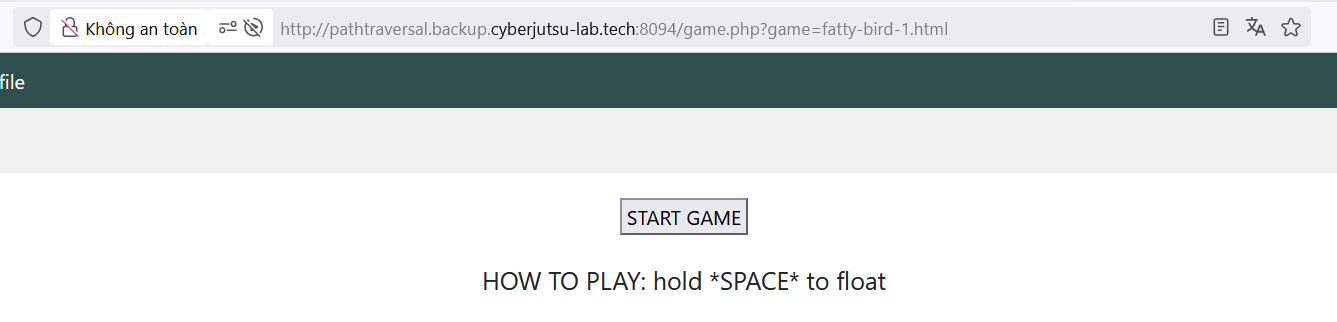 Không an toàn http://pathtraversal.backup.cyberjutsu-lab.tech:8094/game.php?game=fatty-bird-1.html
file
START GAME
HOW TO PLAY: hold *SPACE* to float